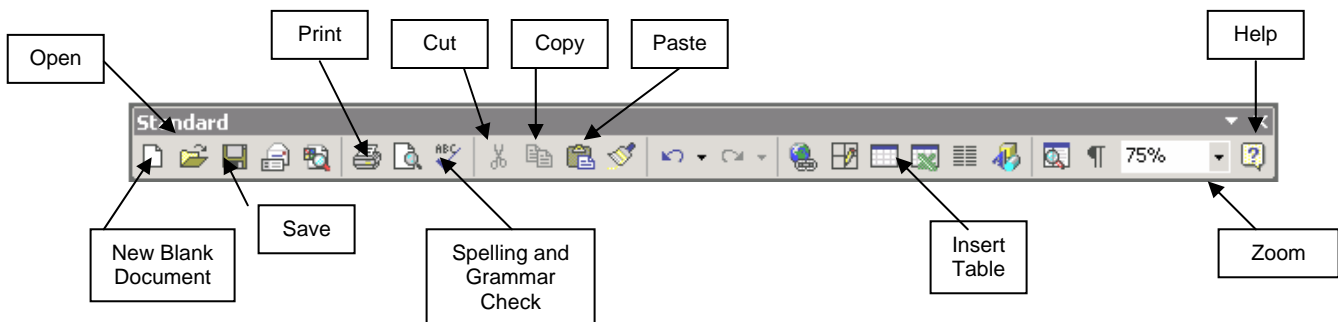 Print
Cut
Copy
Paste
Help
Open
Standard
ABC
75%
New Blank
Document
Save
Spelling and
Grammar
Check
Insert
Table
Zoom